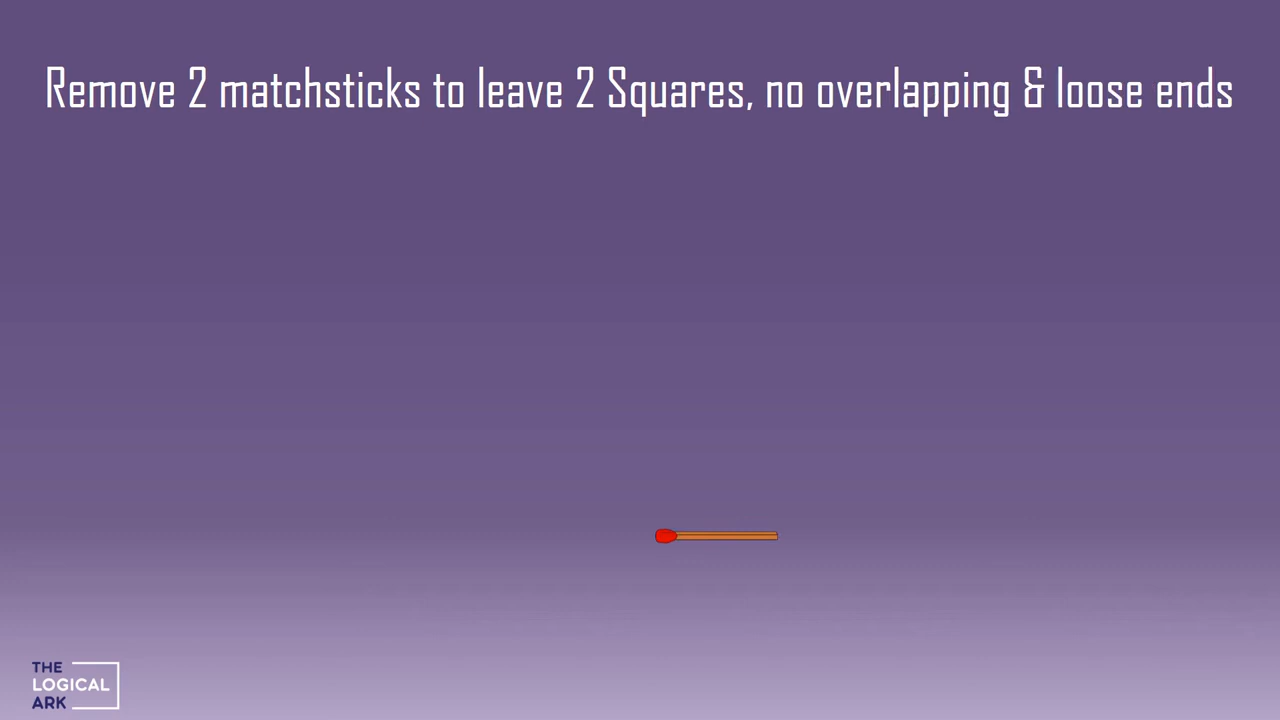 Remove 2 matchsticks to leave 2 Squares, no overlapping & loose ends
THE
LOGICAL
ARK